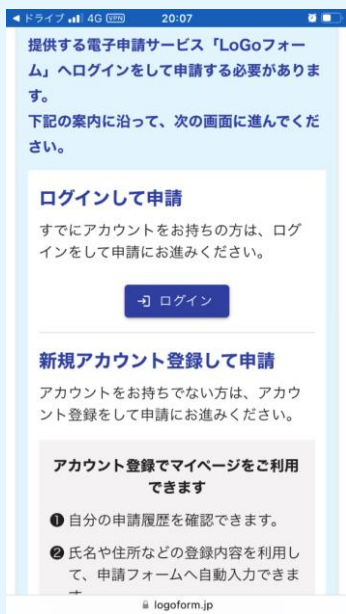 ◀ドライブ 4G VPN 20:07
提供する電子申請サービス「LoGoフォー
ム」へログインをして申請する必要がありま
す。
下記の案内に沿って、次の画面に進んでくだ
さい。
ログインして申請
すでにアカウントをお持ちの方は、ログ
インをして申請にお進みください。
ログイン
新規アカウント登録して申請
アカウントをお持ちでない方は、アカウ
ント登録をして申請にお進みください。
アカウント登録でマイページをご利用
できます
❶ 自分の申請履歴を確認できます。
❷ 氏名や住所などの登録内容を利用し
て、申請フォームへ自動入力できま
logoform.jp